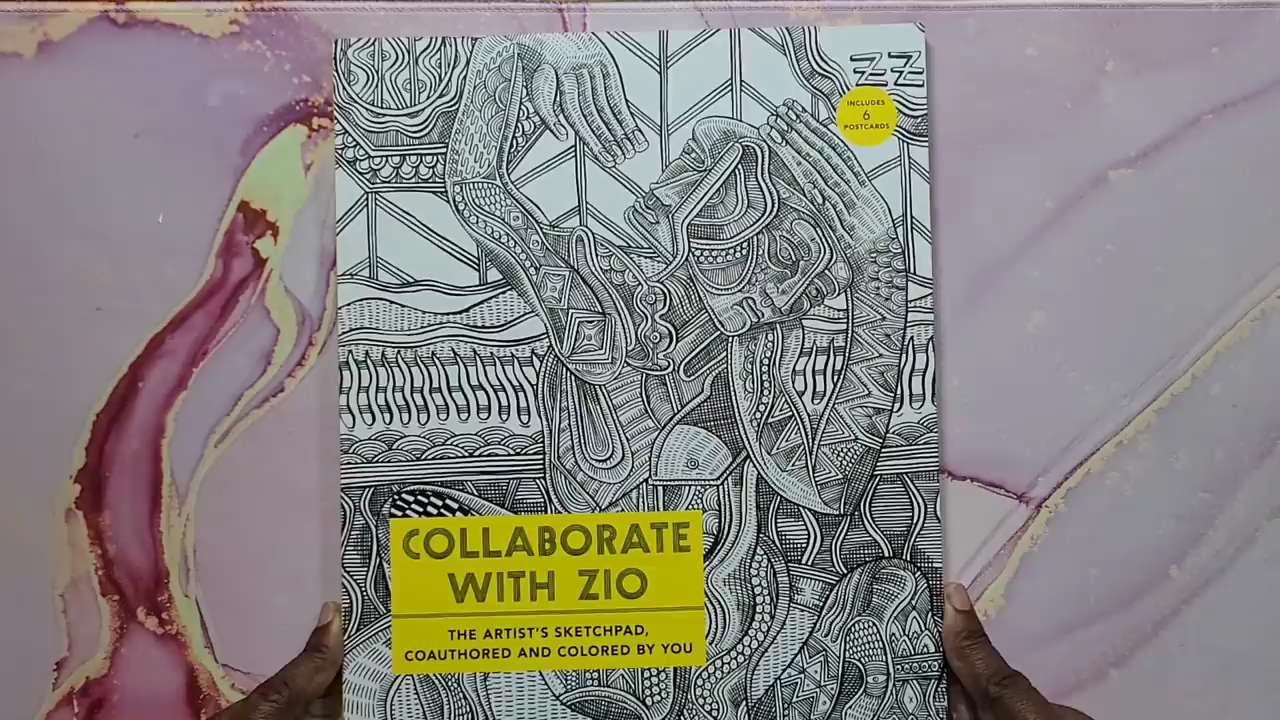 ZZ
INCLUDES
6
POSTCARDS
COLLABORATE
WITH ZIO
THE ARTIST'S SKETCHPAD,
COAUTHORED AND COLORED BY YOU